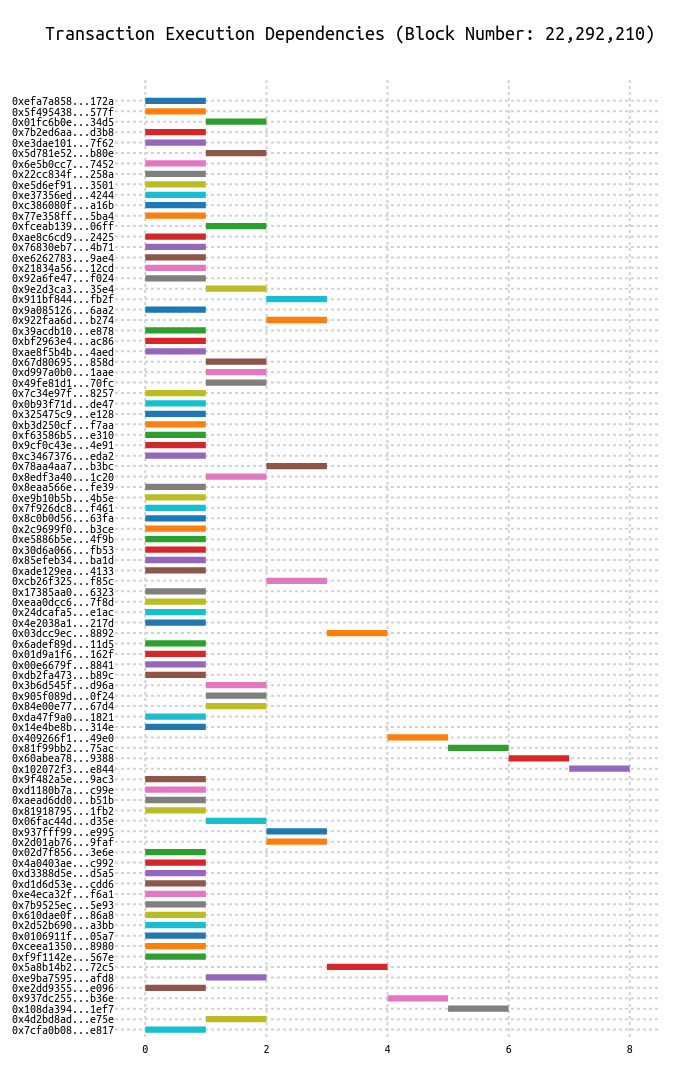 Transaction Execution Dependencies (Block Number: 22,292,210)
0xefa7a858...172a
0x5f495438...577f
0x01fc6b0e...34d5
0x7b2ed6aa...d3b8
0xe3dae101...7f62
0x5d781e52...b80e
0x6e5b0cc7...7452
0x22cc834f...258a
0xe5d6ef91...3501
0xe37356ed...4244
0xc386080f...a16b
0x77e358ff...5ba4
0xfceab139...06ff
0xae8c6cd9...2425
0x76830eb7...4b71
0xe6262783...9ae4
0x21834a56...12cd
0x92a6fe47...f024
0x9e2d3ca3...35e4
0x911bf844...fb2f
0x9a085126...6aa2
0x922faa6d...b274
0x39acdb10...e878
0xbf2963e4...ac86
0xae8f5b4b...4aed
0x67d80695...858d
0xd997a0b0...1aae
0x49fe81d1...70fc
0x7c34e97f...8257
0x0b93f71d...de47
0x325475c9...e128
0xb3d250cf...f7aa
0xf63586b5...e310
0x9cf0c43e...4e91
0xc3467376...eda2
0x78aa4aa7...b3bc
0x8edf3a40...1c20
0x8eaa566e...fe39
0xe9b10b5b...4b5e
0x7f926dc8...f461
0x8c0b0d56...63fa
0x2c9699f0...b3ce
0xe5886b5e...4f9b
0x30d6a066...fb53
0x85efeb34...ba1d
0xade129ea...4133
0xcb26f325...f85c
0x17385aa0...6323
0xeaa0dcc6...7f8d
0x24dcafa5...e1ac
0x4e2038a1...217d
0x03dcc9ec...8892
0x6adef89d...11d5
0x01d9a1f6...162f
0x00e6679f...8841
0xdb2fa473...b89c
0x3b6d545f...d96a
0x905f089d...0f24
0x84e00e77...67d4
0xda47f9a0...1821
0x14e4be8b...314e
0x409266f1...49e0
0x81f99bb2...75ac
0x60abea78...9388
0x102072f3...e844
0x9f482a5e...9ac3
0xd1180b7a...c99e
0xaead6dd0...b51b
0x81918795...1fb2
0x06fac44d...d35e
0x937fff99...e995
0x2d01ab76...9faf
0x02d7f856...3e6e
0x4a0403ae...c992
0xd3388d5e...d5a5
0xd1d6d53e...cdd6
0xe4eca32f...f6a1
0x7b9525ec...5e93
0x610dae0f...86a8
0x2d52b690...a3bb
0x0106911f...05a7
0xceea1350...8980
0xf9f1142e...567e
0x5a8b14b2...72c5
0xe9ba7595...afd8
0xe2dd9355...e096
0x937dc255...b36e
0x108da394...1ef7
0x4d2bd8ad...e75e
0x7cfa0b08...e817
0 2 4 6 8